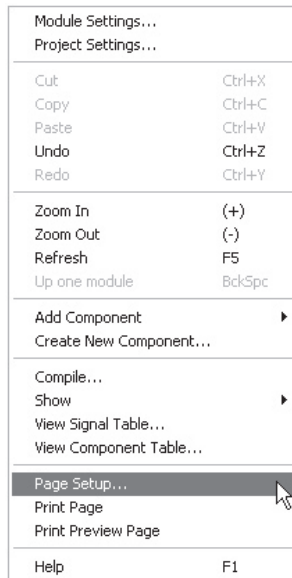 Module Settings...
Project Settings...
Cut Ctrl+X
Copy Ctrl+C
Paste Ctrl+V
Undo Ctrl+Z
Redo Ctrl+Y
Zoom In (+)
Zoom Out (-)
Refresh F5
Up one module BckSpc
Add Component
Create New Component...
Compile...
Show
View Signal Table...
View Component Table...
Page Setup...
Print Page
Print Preview Page
Help F1